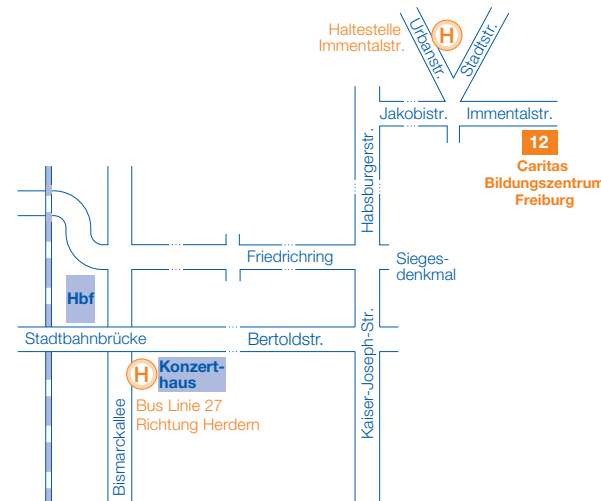 Haltestelle
Immentalstr.
H
Urbanstr.
Stadtstr.
Jakobistr.
Immentalstr.
12
Caritas
Bildungszentrum
Freiburg
Habsburgerstr.
Friedrichring
Sieges-
denkmal
Hbf
Stadtbahnbrücke
Bertoldstr.
Kaiser-Joseph-Str.
H
Konzert-
haus
Bus Linie 27
Richtung Herdern
Bismarckallee